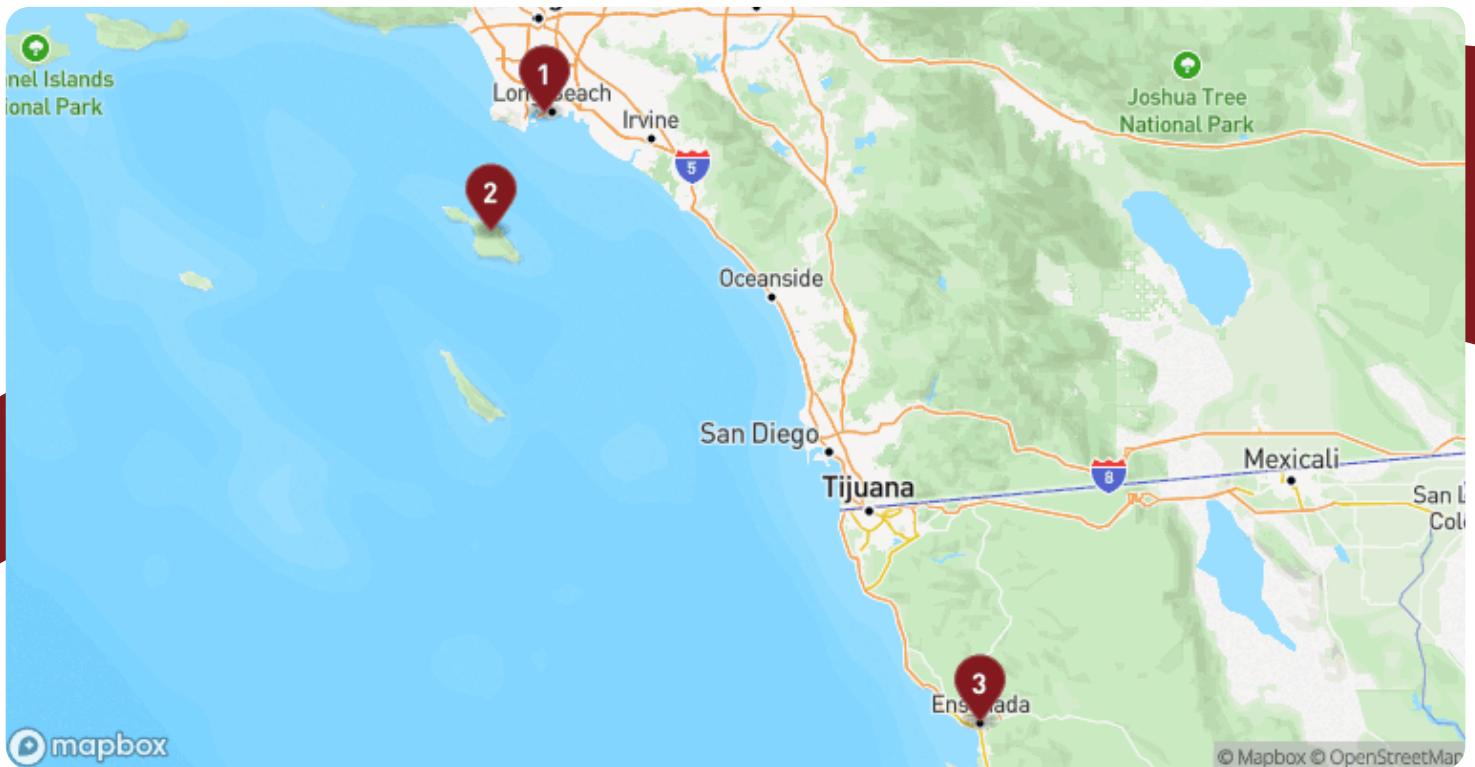 nel Islands
ional Park
1
Long Beach
Irvine
5
Joshua Tree
National Park
2
Oceanside
San Diego
Tijuana
8
Mexicali
San L
Col
3
Ensenada
mapbox
© Mapbox © OpenStreetMap